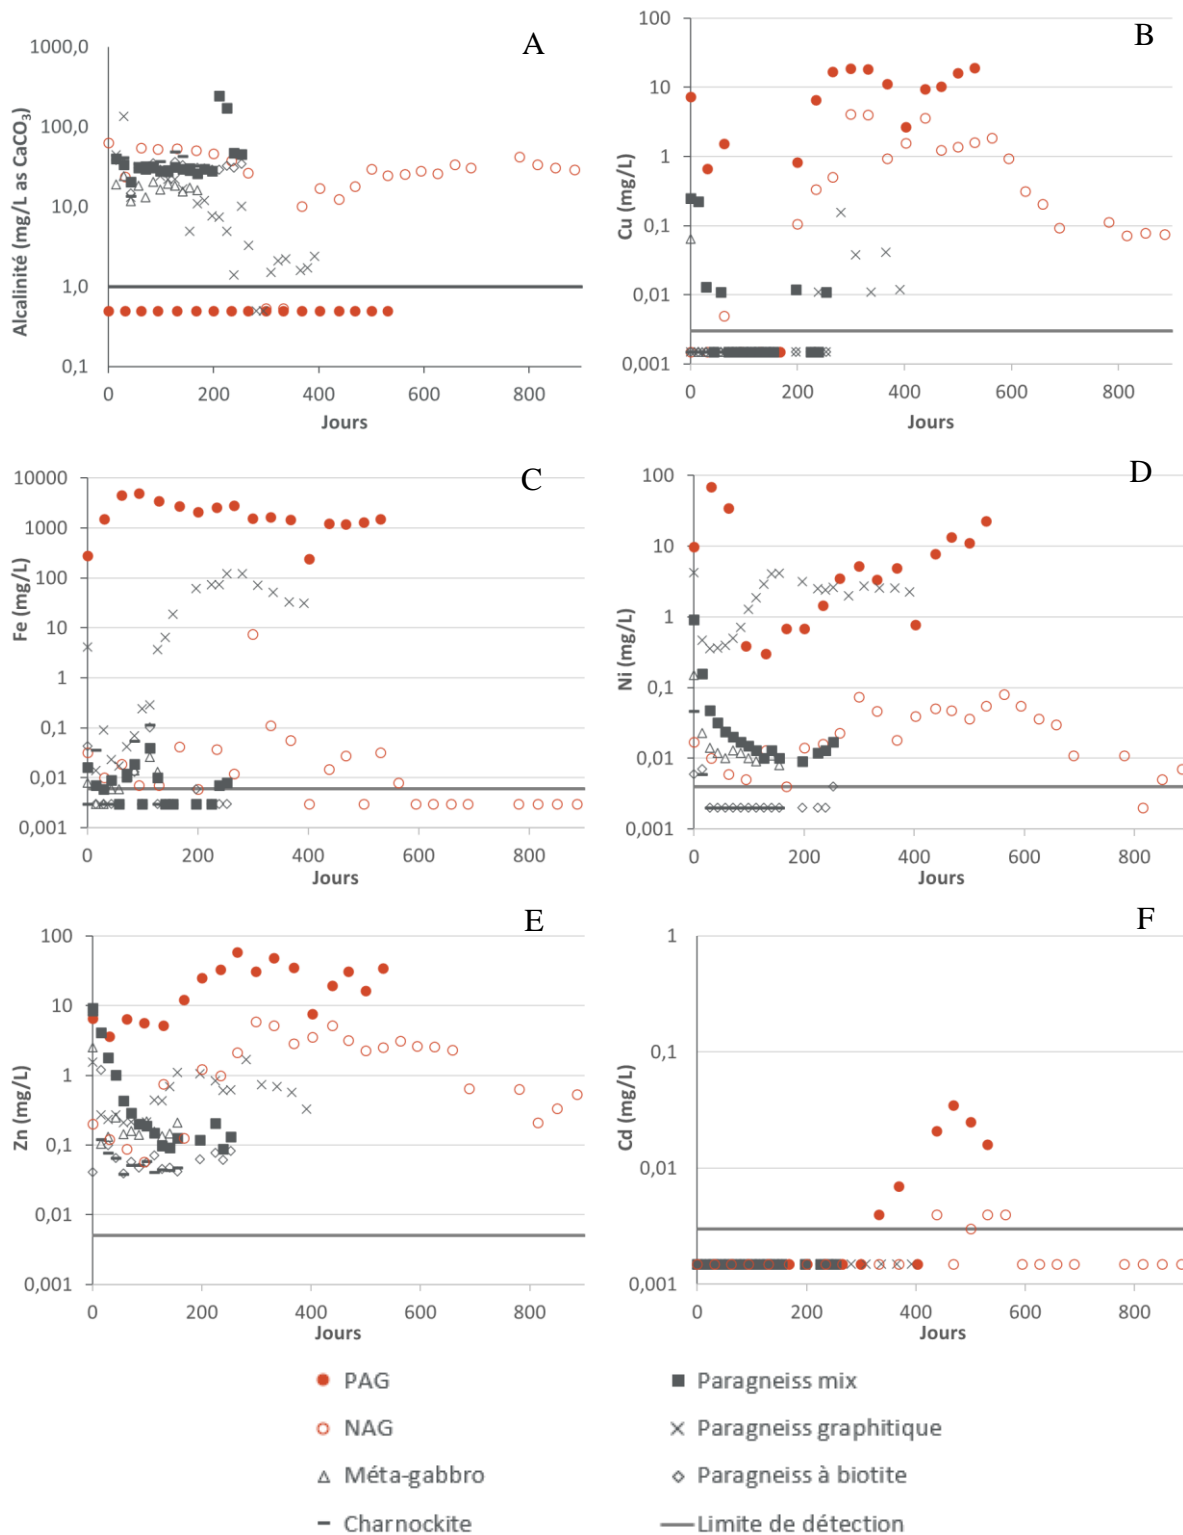 A
Alcalinité (mg/L as CaCO3)
1000,0
100,0
10,0
1,0
0,1
0 200 400 600 800
Jours
B
Cu (mg/L)
100
10
1
0,1
0,01
0,001
0 200 400 600 800
Jours
C
Fe (mg/L)
10000
1000
100
10
1
0,1
0,01
0,001
0 200 400 600 800
Jours
D
Ni (mg/L)
100
10
1
0,1
0,01
0,001
0 200 400 600 800
Jours
E
Zn (mg/L)
100
10
1
0,1
0,01
0,001
0 200 400 600 800
Jours
F
Cd (mg/L)
1
0,1
0,01
0,001
0 200 400 600 800
Jours
PAG
NAG
Méta-gabbro
Charnockite
Paragneiss mix
Paragneiss graphitique
Paragneiss à biotite
Limite de détection